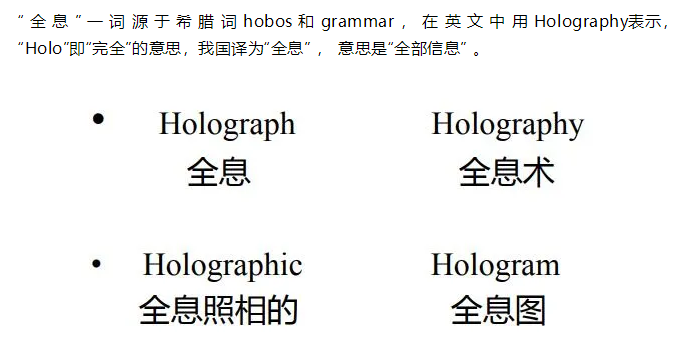 “全息”一词源于希腊词hobos和grammar，在英文中用Holography表示，
“Holo”即“完全”的意思，我国译为“全息”， 意思是“全部信息” 。
• Holograph Holography
全息 全息术
• Holographic Hologram
全息照相的 全息图